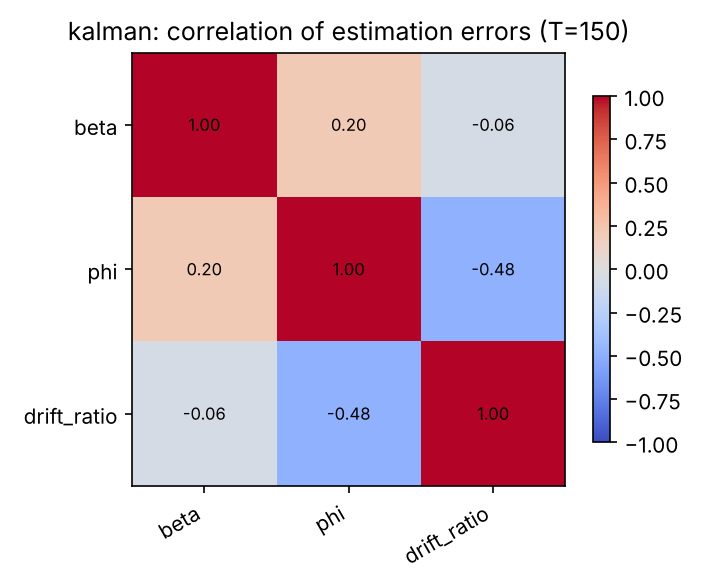 kalman: correlation of estimation errors (T=150)
beta
1.00
0.20
-0.06
phi
0.20
1.00
-0.48
drift_ratio
-0.06
-0.48
1.00
beta
phi
drift_ratio
1.00
0.75
0.50
0.25
0.00
−0.25
−0.50
−0.75
−1.00